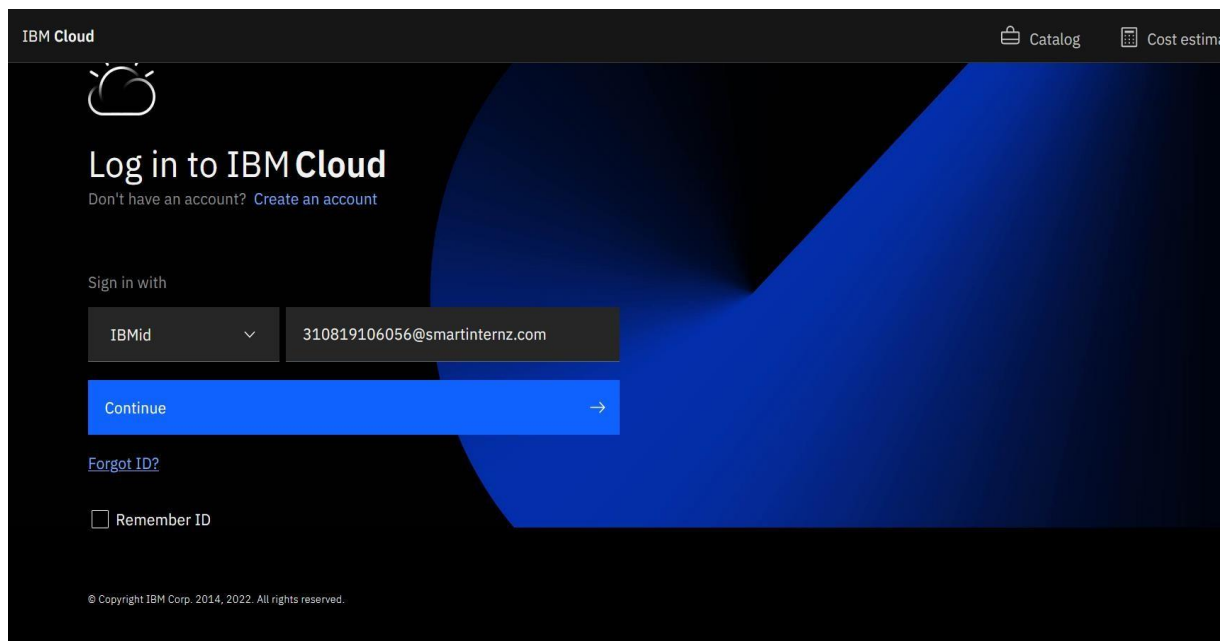 IBM Cloud
Catalog
Cost estima
Log in to IBM Cloud
Don't have an account? Create an account
Sign in with
IBMid
310819106056@smartinternz.com
Continue
Forgot ID?
Remember ID
© Copyright IBM Corp. 2014, 2022. All rights reserved.